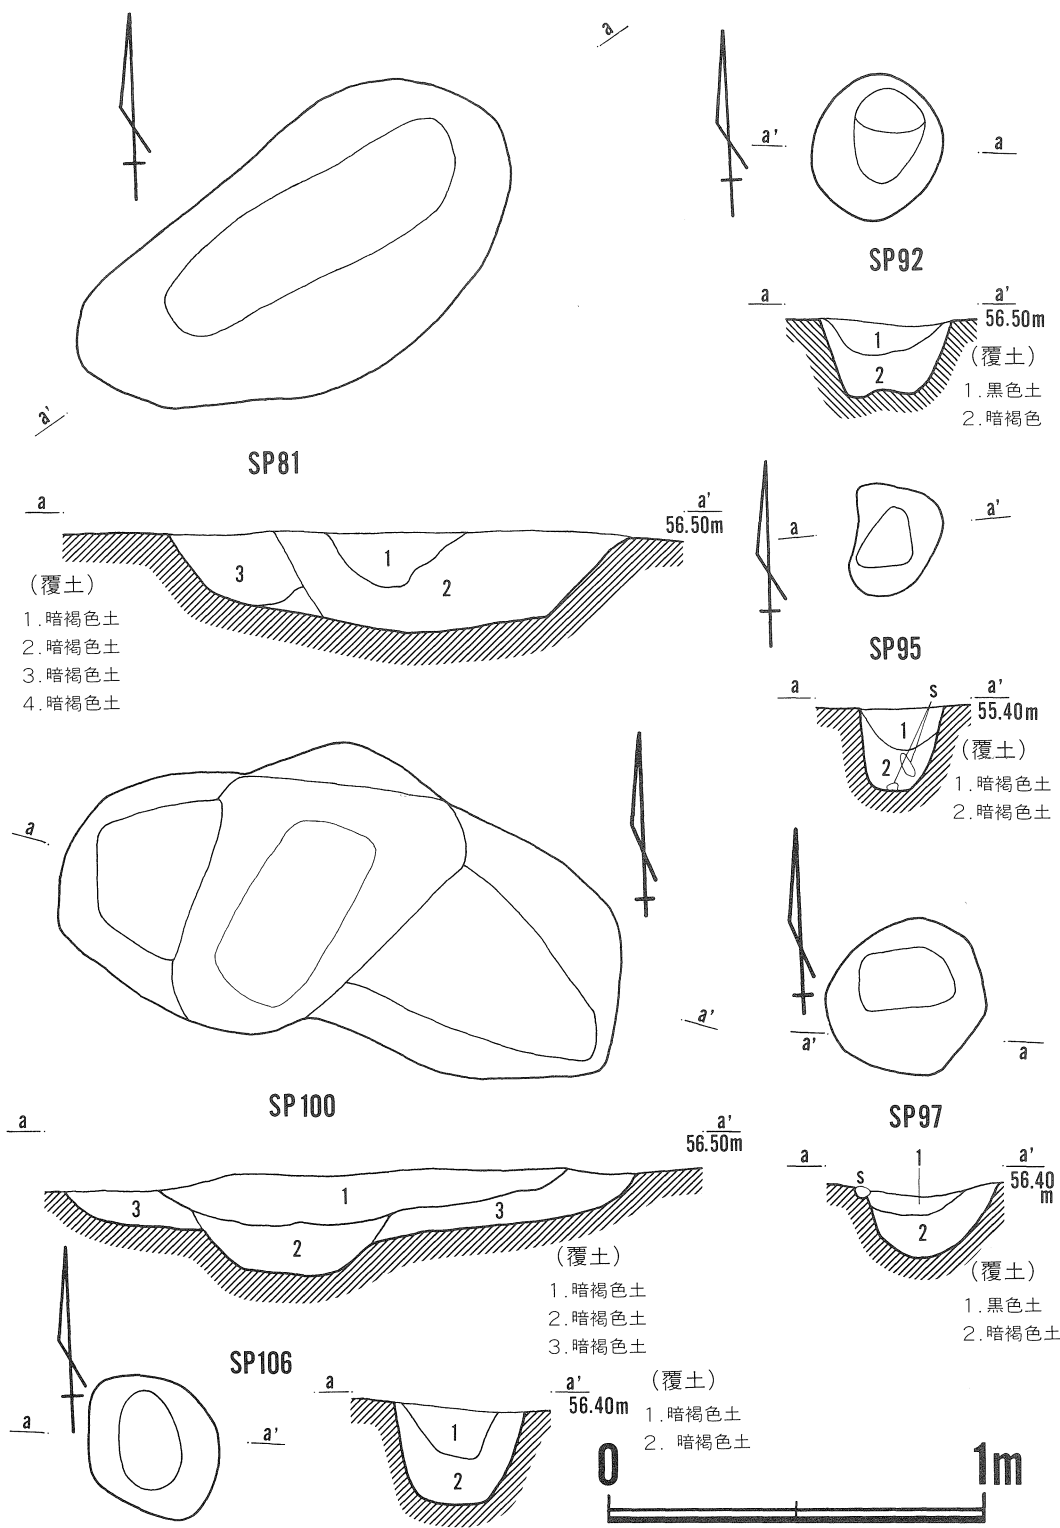 a
a'
SP81
a
a'
56.50m
1
3
2
(覆土)
1.暗褐色土
2.暗褐色土
3.暗褐色土
4.暗褐色土
a'
a
SP92
a
a'
56.50m
1
2
(覆土)
1.黒色土
2.暗褐色
a
a'
SP95
a
s
a'
55.40m
1
2
(覆土)
1.暗褐色土
2.暗褐色土
a
a'
SP100
a
a'
56.50m
1
3
3
2
(覆土)
1.暗褐色土
2.暗褐色土
3.暗褐色土
a'
a
SP97
a
s
1
a'
56.40
m
2
(覆土)
1.黒色土
2.暗褐色土
SP106
a
a'
a
a'
56.40m
1
2
(覆土)
1.暗褐色土
2. 暗褐色土
0 1m